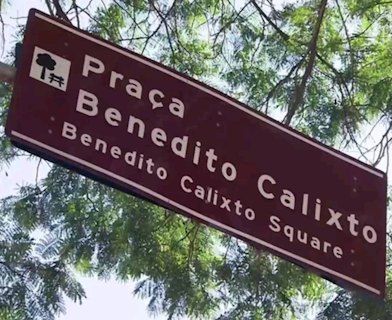 Praça
Benedito Calixto
Benedito Calixto Square